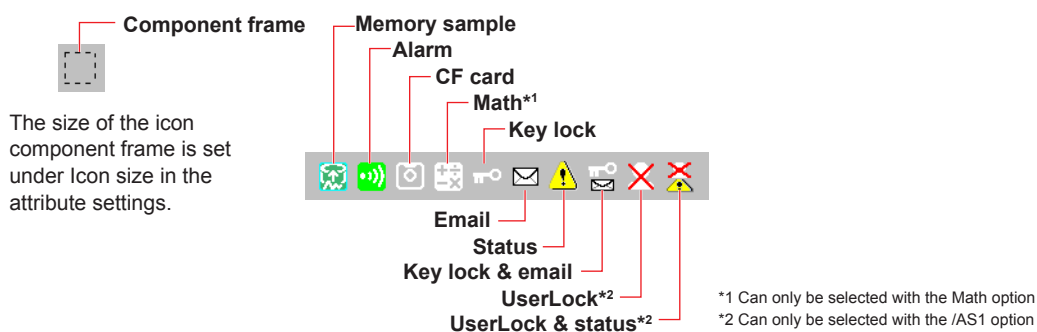 Component frame
The size of the icon
component frame is set
under Icon size in the
attribute settings.
Memory sample
Alarm
CF card
Math*1
Key lock
Email
Status
Key lock & email
UserLock*2
UserLock & status*2
*1 Can only be selected with the Math option
*2 Can only be selected with the /AS1 option